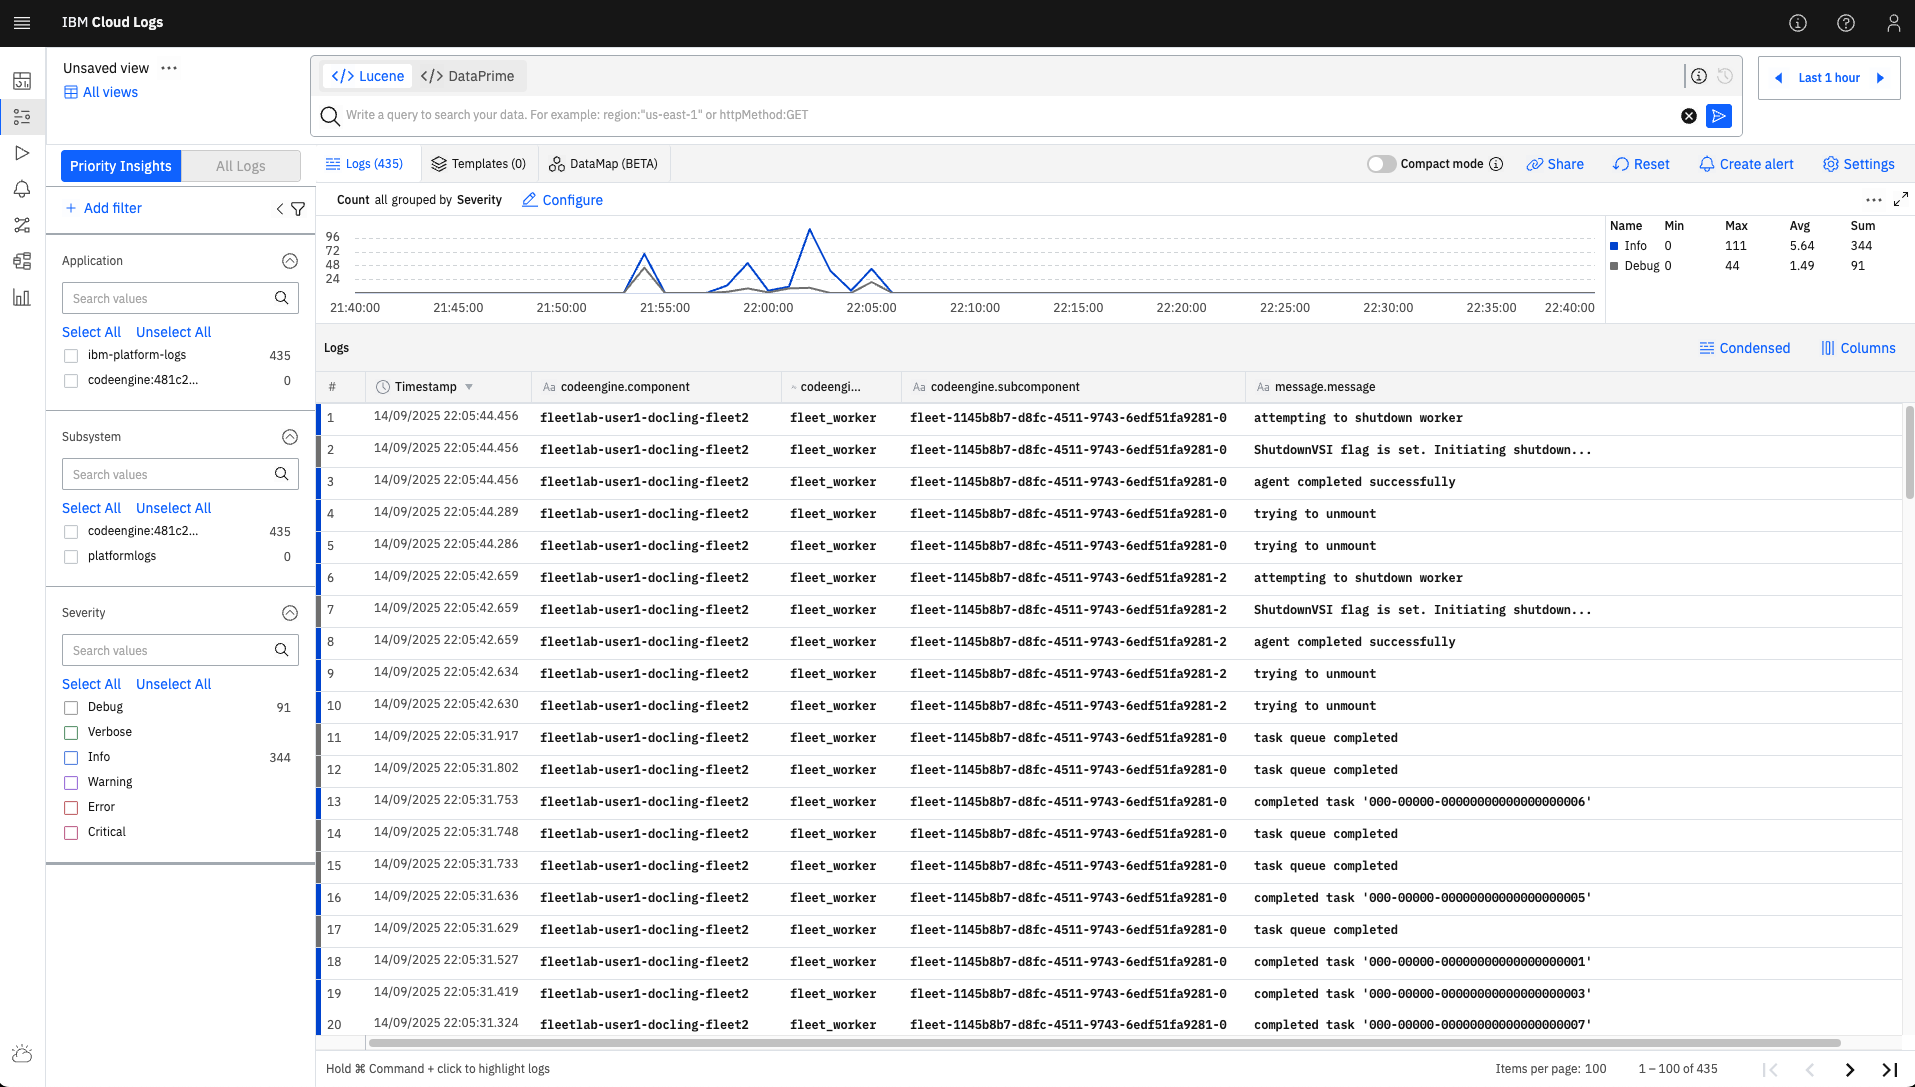 IBM Cloud Logs
Unsaved view
All views
</> Lucene
</> DataPrime
Write a query to search your data. For example: region:"us-east-1" or httpMethod:GET
Last 1 hour
Priority Insights
All Logs
Logs (435)
Templates (0)
DataMap (BETA)
Compact mode
Share
Reset
Create alert
Settings
+ Add filter
Application
Search values
Select All Unselect All
ibm-platform-logs 435
codeengine:481c2... 0
Subsystem
Search values
Select All Unselect All
codeengine:481c2... 435
platformlogs 0
Severity
Search values
Select All Unselect All
Debug 91
Verbose
Info 344
Warning
Error
Critical
Count all grouped by Severity Configure
96
72
48
24
21:40:00 21:45:00 21:50:00 21:55:00 22:00:00 22:05:00 22:10:00 22:15:00 22:20:00 22:25:00 22:30:00 22:35:00 22:40:00
Name Min Max Avg Sum
Info 0 111 5.64 344
Debug 0 44 1.49 91
Logs
Condensed
Columns
# Timestamp Aa codeengine.component codeengi... Aa codeengine.subcomponent Aa message.message
1 14/09/2025 22:05:44.456 fleetlab-user1-docling-fleet2 fleet_worker fleet-1145b8b7-d8fc-4511-9743-6edf51fa9281-0 attempting to shutdown worker
2 14/09/2025 22:05:44.456 fleetlab-user1-docling-fleet2 fleet_worker fleet-1145b8b7-d8fc-4511-9743-6edf51fa9281-0 ShutdownVSI flag is set. Initiating shutdown...
3 14/09/2025 22:05:44.456 fleetlab-user1-docling-fleet2 fleet_worker fleet-1145b8b7-d8fc-4511-9743-6edf51fa9281-0 agent completed successfully
4 14/09/2025 22:05:44.289 fleetlab-user1-docling-fleet2 fleet_worker fleet-1145b8b7-d8fc-4511-9743-6edf51fa9281-0 trying to unmount
5 14/09/2025 22:05:44.286 fleetlab-user1-docling-fleet2 fleet_worker fleet-1145b8b7-d8fc-4511-9743-6edf51fa9281-0 trying to unmount
6 14/09/2025 22:05:42.659 fleetlab-user1-docling-fleet2 fleet_worker fleet-1145b8b7-d8fc-4511-9743-6edf51fa9281-2 attempting to shutdown worker
7 14/09/2025 22:05:42.659 fleetlab-user1-docling-fleet2 fleet_worker fleet-1145b8b7-d8fc-4511-9743-6edf51fa9281-2 ShutdownVSI flag is set. Initiating shutdown...
8 14/09/2025 22:05:42.659 fleetlab-user1-docling-fleet2 fleet_worker fleet-1145b8b7-d8fc-4511-9743-6edf51fa9281-2 agent completed successfully
9 14/09/2025 22:05:42.634 fleetlab-user1-docling-fleet2 fleet_worker fleet-1145b8b7-d8fc-4511-9743-6edf51fa9281-2 trying to unmount
10 14/09/2025 22:05:42.630 fleetlab-user1-docling-fleet2 fleet_worker fleet-1145b8b7-d8fc-4511-9743-6edf51fa9281-2 trying to unmount
11 14/09/2025 22:05:31.917 fleetlab-user1-docling-fleet2 fleet_worker fleet-1145b8b7-d8fc-4511-9743-6edf51fa9281-0 task queue completed
12 14/09/2025 22:05:31.802 fleetlab-user1-docling-fleet2 fleet_worker fleet-1145b8b7-d8fc-4511-9743-6edf51fa9281-0 task queue completed
13 14/09/2025 22:05:31.753 fleetlab-user1-docling-fleet2 fleet_worker fleet-1145b8b7-d8fc-4511-9743-6edf51fa9281-0 completed task '000-00000-00000000000000000006'
14 14/09/2025 22:05:31.748 fleetlab-user1-docling-fleet2 fleet_worker fleet-1145b8b7-d8fc-4511-9743-6edf51fa9281-0 task queue completed
15 14/09/2025 22:05:31.733 fleetlab-user1-docling-fleet2 fleet_worker fleet-1145b8b7-d8fc-4511-9743-6edf51fa9281-0 task queue completed
16 14/09/2025 22:05:31.636 fleetlab-user1-docling-fleet2 fleet_worker fleet-1145b8b7-d8fc-4511-9743-6edf51fa9281-0 completed task '000-00000-00000000000000000005'
17 14/09/2025 22:05:31.629 fleetlab-user1-docling-fleet2 fleet_worker fleet-1145b8b7-d8fc-4511-9743-6edf51fa9281-0 task queue completed
18 14/09/2025 22:05:31.527 fleetlab-user1-docling-fleet2 fleet_worker fleet-1145b8b7-d8fc-4511-9743-6edf51fa9281-0 completed task '000-00000-00000000000000000001'
19 14/09/2025 22:05:31.419 fleetlab-user1-docling-fleet2 fleet_worker fleet-1145b8b7-d8fc-4511-9743-6edf51fa9281-0 completed task '000-00000-00000000000000000003'
20 14/09/2025 22:05:31.324 fleetlab-user1-docling-fleet2 fleet_worker fleet-1145b8b7-d8fc-4511-9743-6edf51fa9281-0 completed task '000-00000-00000000000000000007'
Hold ⌘ Command + click to highlight logs
Items per page: 100
1 – 100 of 435